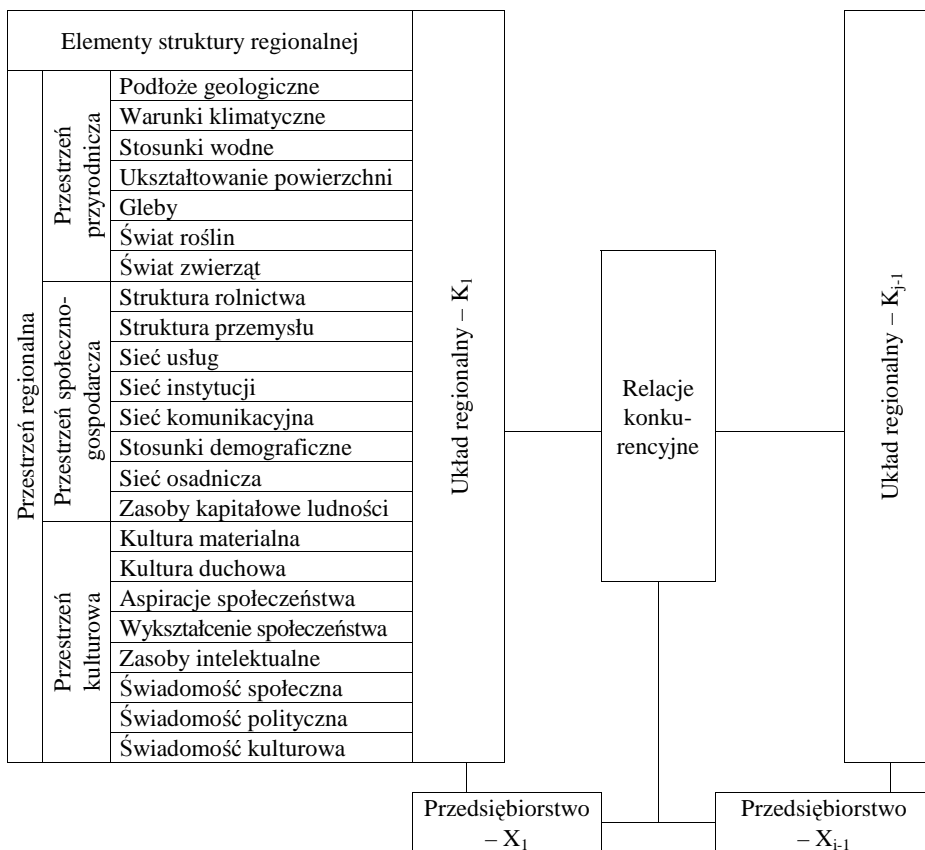 Elementy struktury regionalnej
Przestrzeń regionalna
Przestrzeń
przyrodnicza
Podłoże geologiczne
Warunki klimatyczne
Stosunki wodne
Ukształtowanie powierzchni
Gleby
Świat roślin
Świat zwierząt
Przestrzeń społeczno-
gospodarcza
Struktura rolnictwa
Struktura przemysłu
Sieć usług
Sieć instytucji
Sieć komunikacyjna
Stosunki demograficzne
Sieć osadnicza
Zasoby kapitałowe ludności
Przestrzeń
kulturowa
Kultura materialna
Kultura duchowa
Aspiracje społeczeństwa
Wykształcenie społeczeństwa
Zasoby intelektualne
Świadomość społeczna
Świadomość polityczna
Świadomość kulturowa
Układ regionalny – K1
Relacje
konku-
rencyjne
Układ regionalny – Kj-1
Przedsiębiorstwo
– X1
Przedsiębiorstwo
– Xi-1